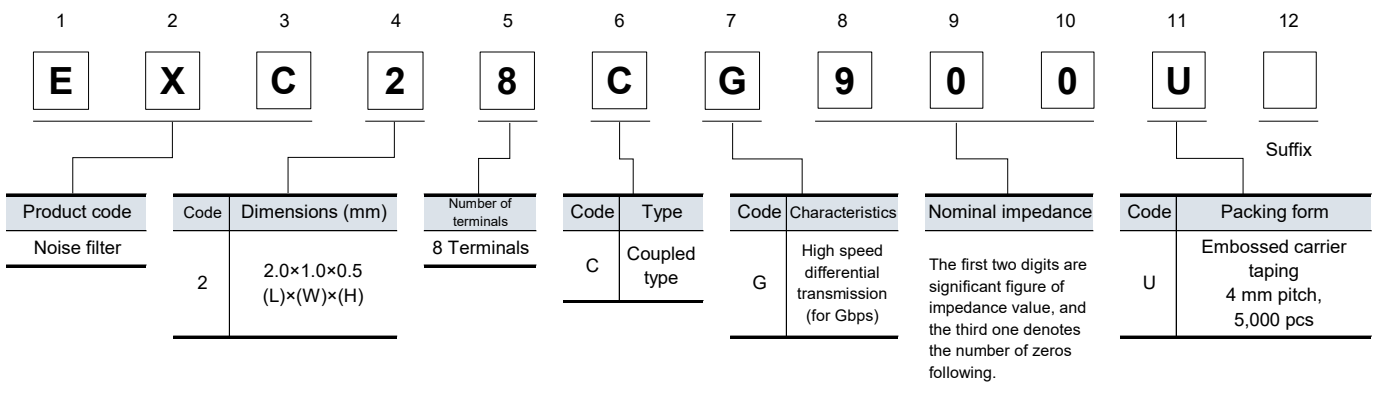 1 2 3 4 5 6 7 8 9 10 11 12
E X C 2 8 C G 9 0 0 U
Suffix
Product code
Noise filter
Code Dimensions (mm)
2 2.0×1.0×0.5
(L)×(W)×(H)
Number of
terminals
8 Terminals
Code Type
C Coupled
type
Code Characteristics
G High speed
differential
transmission
(for Gbps)
Nominal impedance
The first two digits are
significant figure of
impedance value, and
the third one denotes
the number of zeros
following.
Code Packing form
U Embossed carrier
taping
4 mm pitch,
5,000 pcs